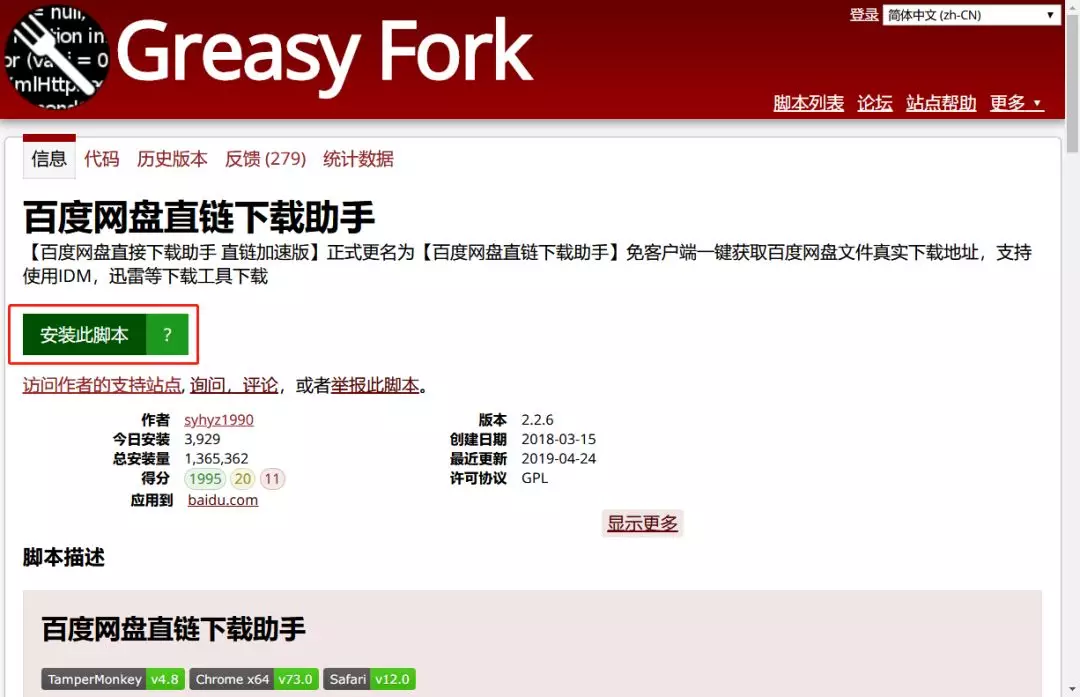 = null,
ion in
or (va i = 0
mlHttp
登录 简体中文 (zh-CN)
Greasy Fork
脚本列表 论坛 站点帮助 更多
信息 代码 历史版本 反馈 (279) 统计数据
百度网盘直链下载助手
【百度网盘直接下载助手 直链加速版】正式更名为【百度网盘直链下载助手】免客户端一键获取百度网盘文件真实下载地址，支持
使用IDM，迅雷等下载工具下载
安装此脚本 ?
访问作者的支持站点, 询问，评论，或者举报此脚本。
作者 syhyz1990 版本 2.2.6
今日安装 3,929 创建日期 2018-03-15
总安装量 1,365,362 最近更新 2019-04-24
得分 1995 20 11 许可协议 GPL
应用到 baidu.com
显示更多
脚本描述
百度网盘直链下载助手
TamperMonkey v4.8 Chrome x64 v73.0 Safari v12.0